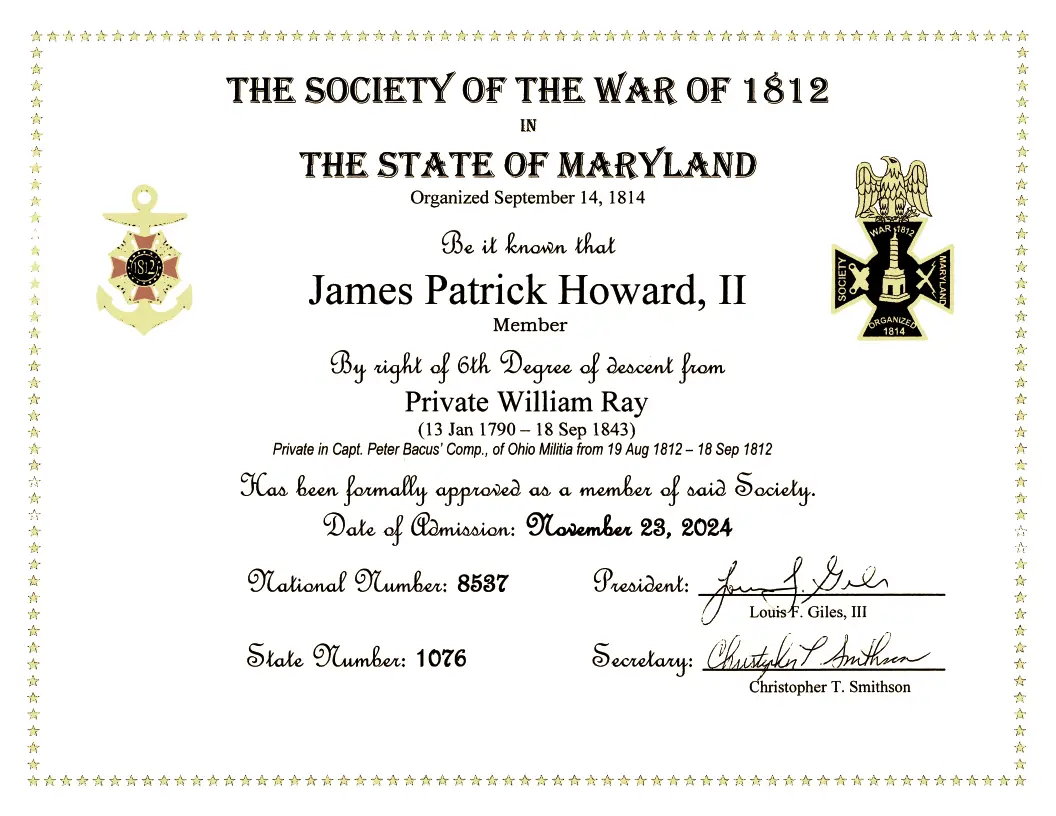 THE SOCIETY OF THE WAR OF 1812
IN
THE STATE OF MARYLAND
Organized September 14, 1814
Be it known that
James Patrick Howard, II
Member
By right of 6th Degree of descent from
Private William Ray
(13 Jan 1790 – 18 Sep 1843)
Private in Capt. Peter Bacus' Comp., of Ohio Militia from 19 Aug 1812 – 18 Sep 1812
Has been formally approved as a member of said Society.
Date of Admission: November 23, 2024
National Number: 8537
President: Louis F. Giles
Louis F. Giles, III
State Number: 1076
Secretary: Christopher T Smithson
Christopher T. Smithson
1812
WAR 1812
SOCIETY
MARYLAND
ORGANIZED
1814